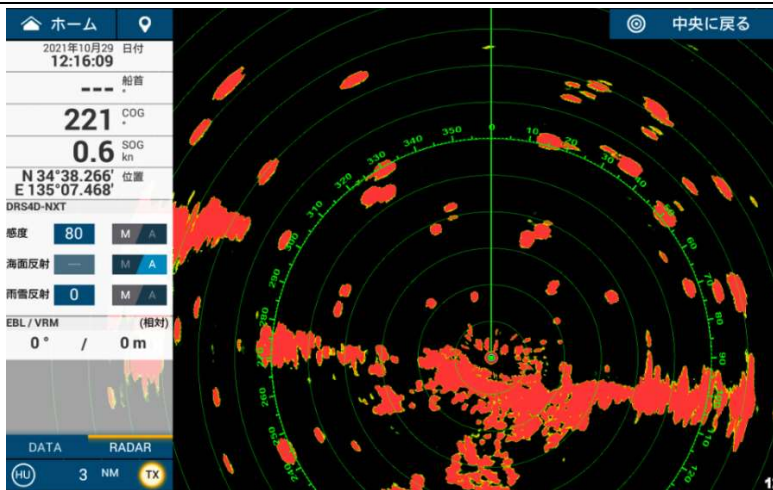 ホーム
中央に戻る
2021年10月29 日付
12:16:09
--- 船首
°
221 COG
°
0.6 SOG
kn
N 34°38.266' 位置
E 135°07.468'
DRS4D-NXT
感度 80 M A
海面反射 --- M A
雨雪反射 0 M A
EBL / VRM (相対)
0° / 0 m
DATA RADAR
HU 3 NM TX
340 350 0 10 20
330 30
320 40
310
300 60
290 70
280 80
270 90
260
250 110
240 120